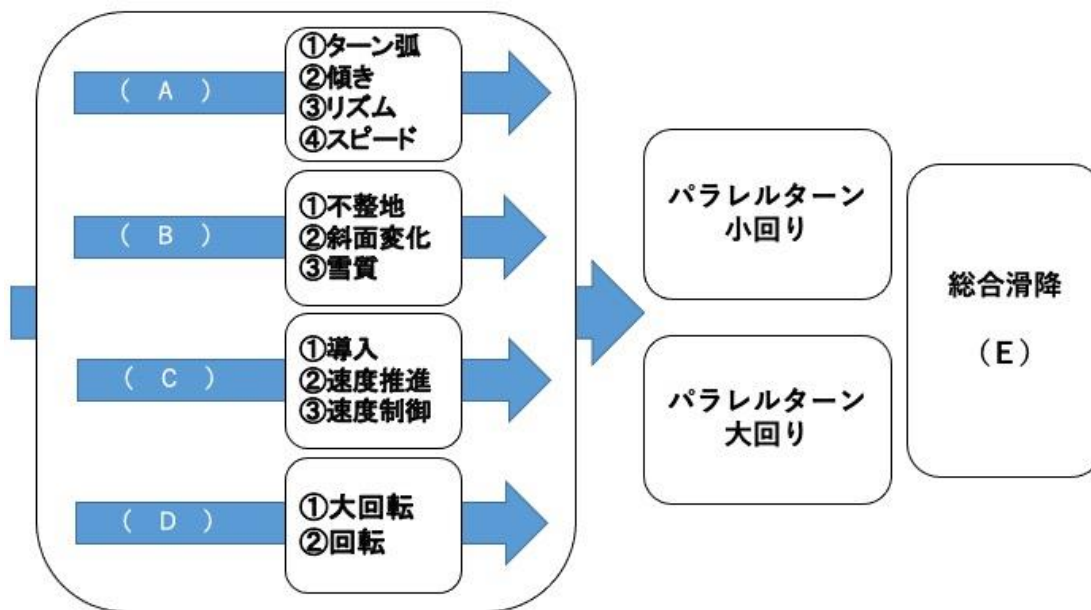 ( A )
①ターン弧
②傾き
③リズム
④スピード
( B )
①不整地
②斜面変化
③雪質
( C )
①導入
②速度推進
③速度制御
( D )
①大回転
②回転
パラレルターン
小回り
パラレルターン
大回り
総合滑降
(E)